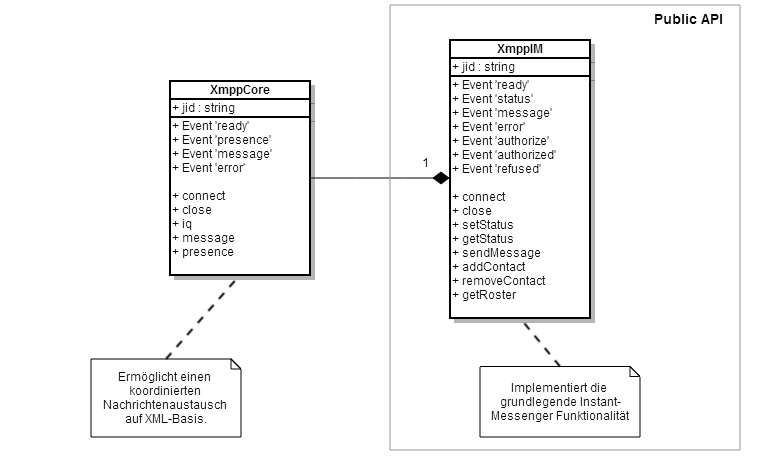 Public API
XmppCore
+ jid : string
+ Event 'ready'
+ Event 'presence'
+ Event 'message'
+ Event 'error'
+ connect
+ close
+ iq
+ message
+ presence
1
XmppIM
+ jid : string
+ Event 'ready'
+ Event 'status'
+ Event 'message'
+ Event 'error'
+ Event 'authorize'
+ Event 'authorized'
+ Event 'refused'
+ connect
+ close
+ setStatus
+ getStatus
+ sendMessage
+ addContact
+ removeContact
+ getRoster
Ermöglicht einen
koordinierten
Nachrichtenaustausch
auf XML-Basis.
Implementiert die
grundlegende Instant-
Messenger Funktionalität